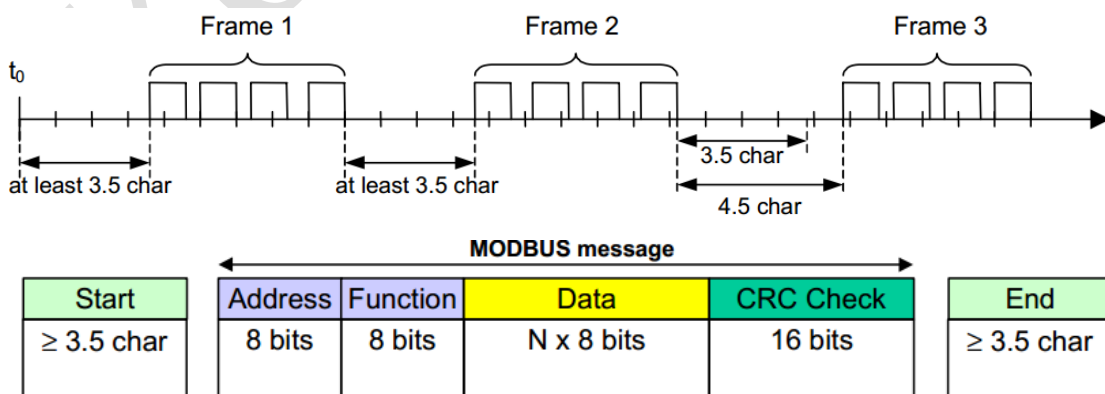 Frame 1 Frame 2 Frame 3
t0
3.5 char
at least 3.5 char at least 3.5 char
4.5 char
MODBUS message
Start Address Function Data CRC Check End
≥ 3.5 char 8 bits 8 bits N x 8 bits 16 bits ≥ 3.5 char